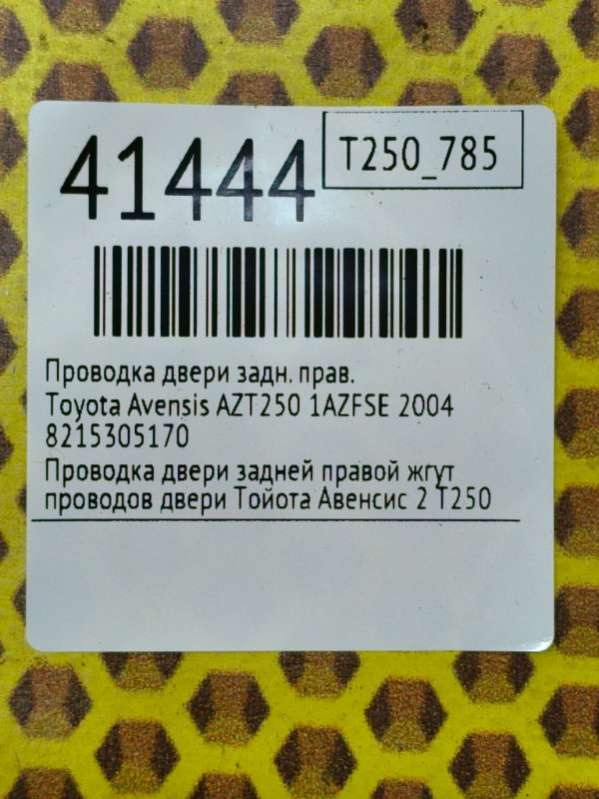 41444
T250_785
Проводка двери задн. прав.
Toyota Avensis AZT250 1AZFSE 2004
8215305170
Проводка двери задней правой жгут
проводов двери Тойота Авенсис 2 T250